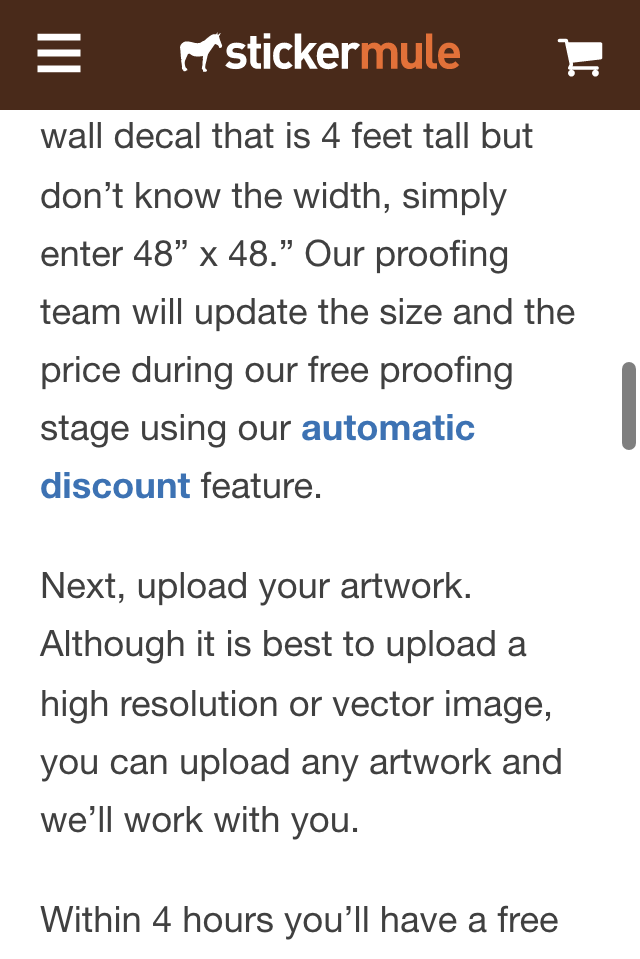 stickermule
wall decal that is 4 feet tall but
don’t know the width, simply
enter 48” x 48.” Our proofing
team will update the size and the
price during our free proofing
stage using our automatic
discount feature.
Next, upload your artwork.
Although it is best to upload a
high resolution or vector image,
you can upload any artwork and
we’ll work with you.
Within 4 hours you’ll have a free